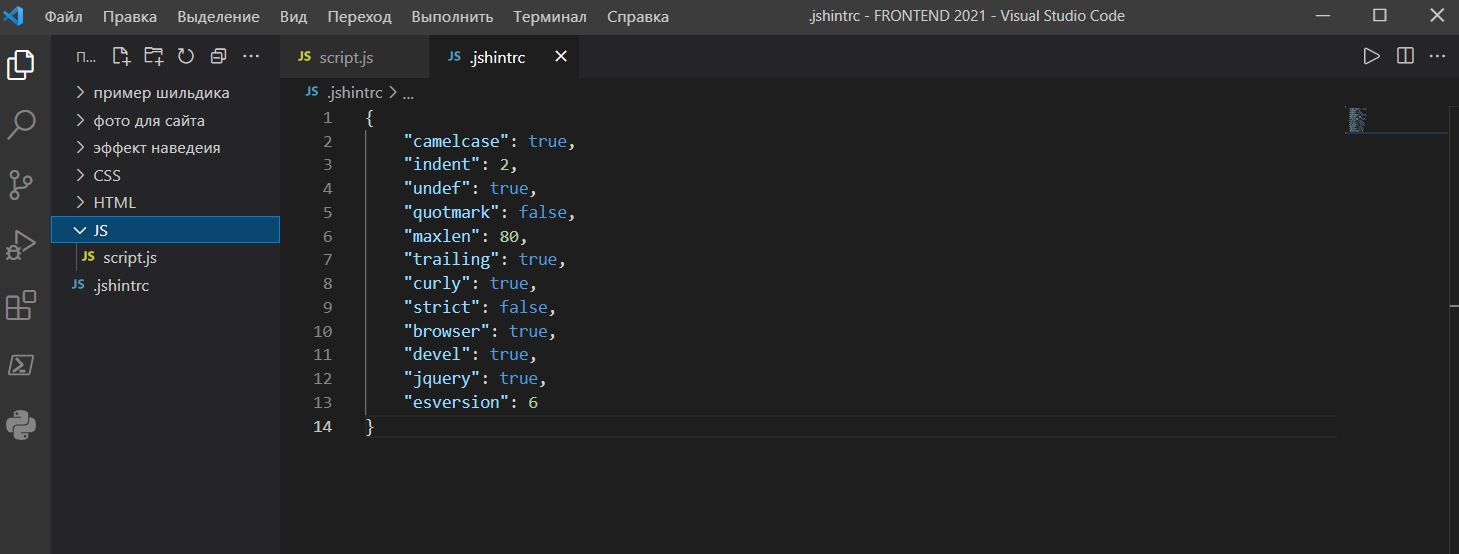 Файл Правка Выделение Вид Переход Выполнить Терминал Справка .jshintrc - FRONTEND 2021 - Visual Studio Code
П... ...
пример шильдика
фото для сайта
эффект наведеия
CSS
HTML
JS
JS script.js
JS .jshintrc
JS script.js JS .jshintrc
JS .jshintrc > ...
1 {
2 "camelcase": true,
3 "indent": 2,
4 "undef": true,
5 "quotmark": false,
6 "maxlen": 80,
7 "trailing": true,
8 "curly": true,
9 "strict": false,
10 "browser": true,
11 "devel": true,
12 "jquery": true,
13 "esversion": 6
14 }